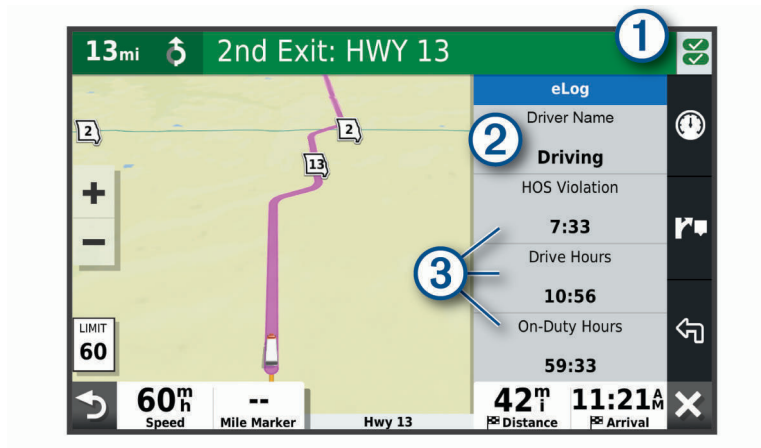 13mi 2nd Exit: HWY 13
1
eLog
Driver Name
2
Driving
HOS Violation
7:33
3
Drive Hours
10:56
On-Duty Hours
59:33
2
2
13
+
−
LIMIT
60
60mh
Speed
--
Mile Marker
Hwy 13
42mi
Distance
11:21AM
Arrival